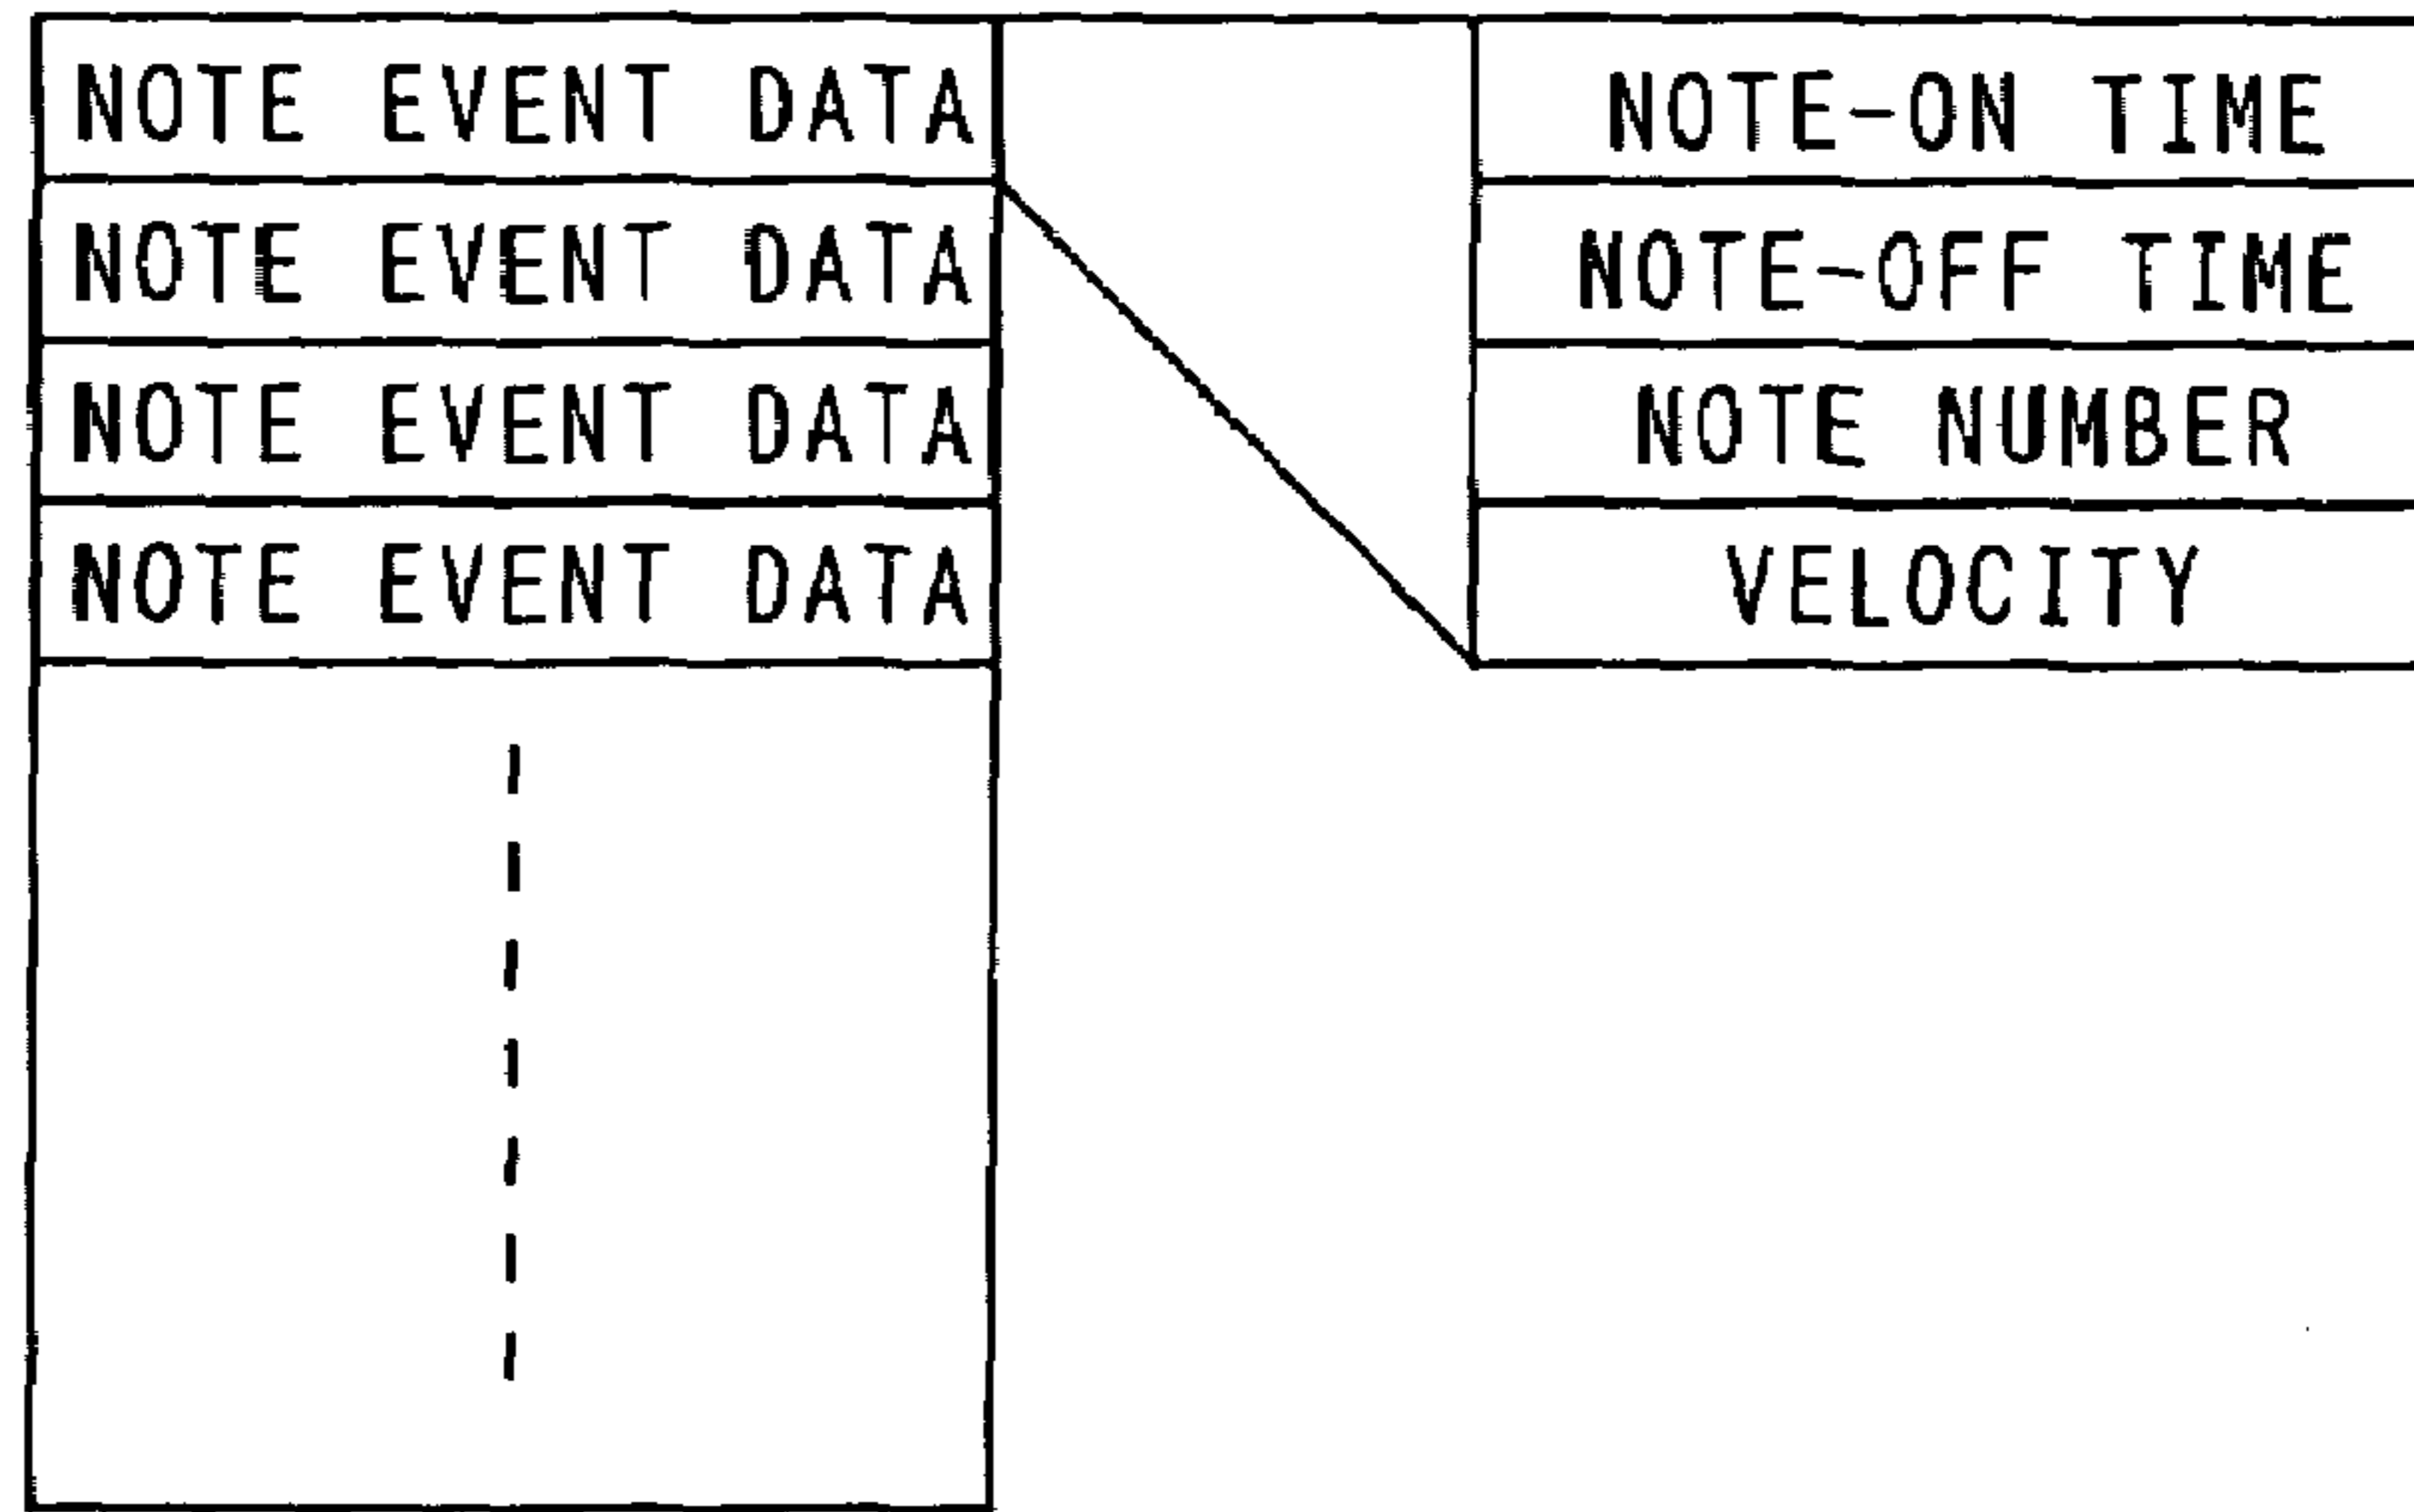 NOTE EVENT DATA
NOTE EVENT DATA
NOTE EVENT DATA
NOTE EVENT DATA
NOTE-ON TIME
NOTE-OFF TIME
NOTE NUMBER
VELOCITY